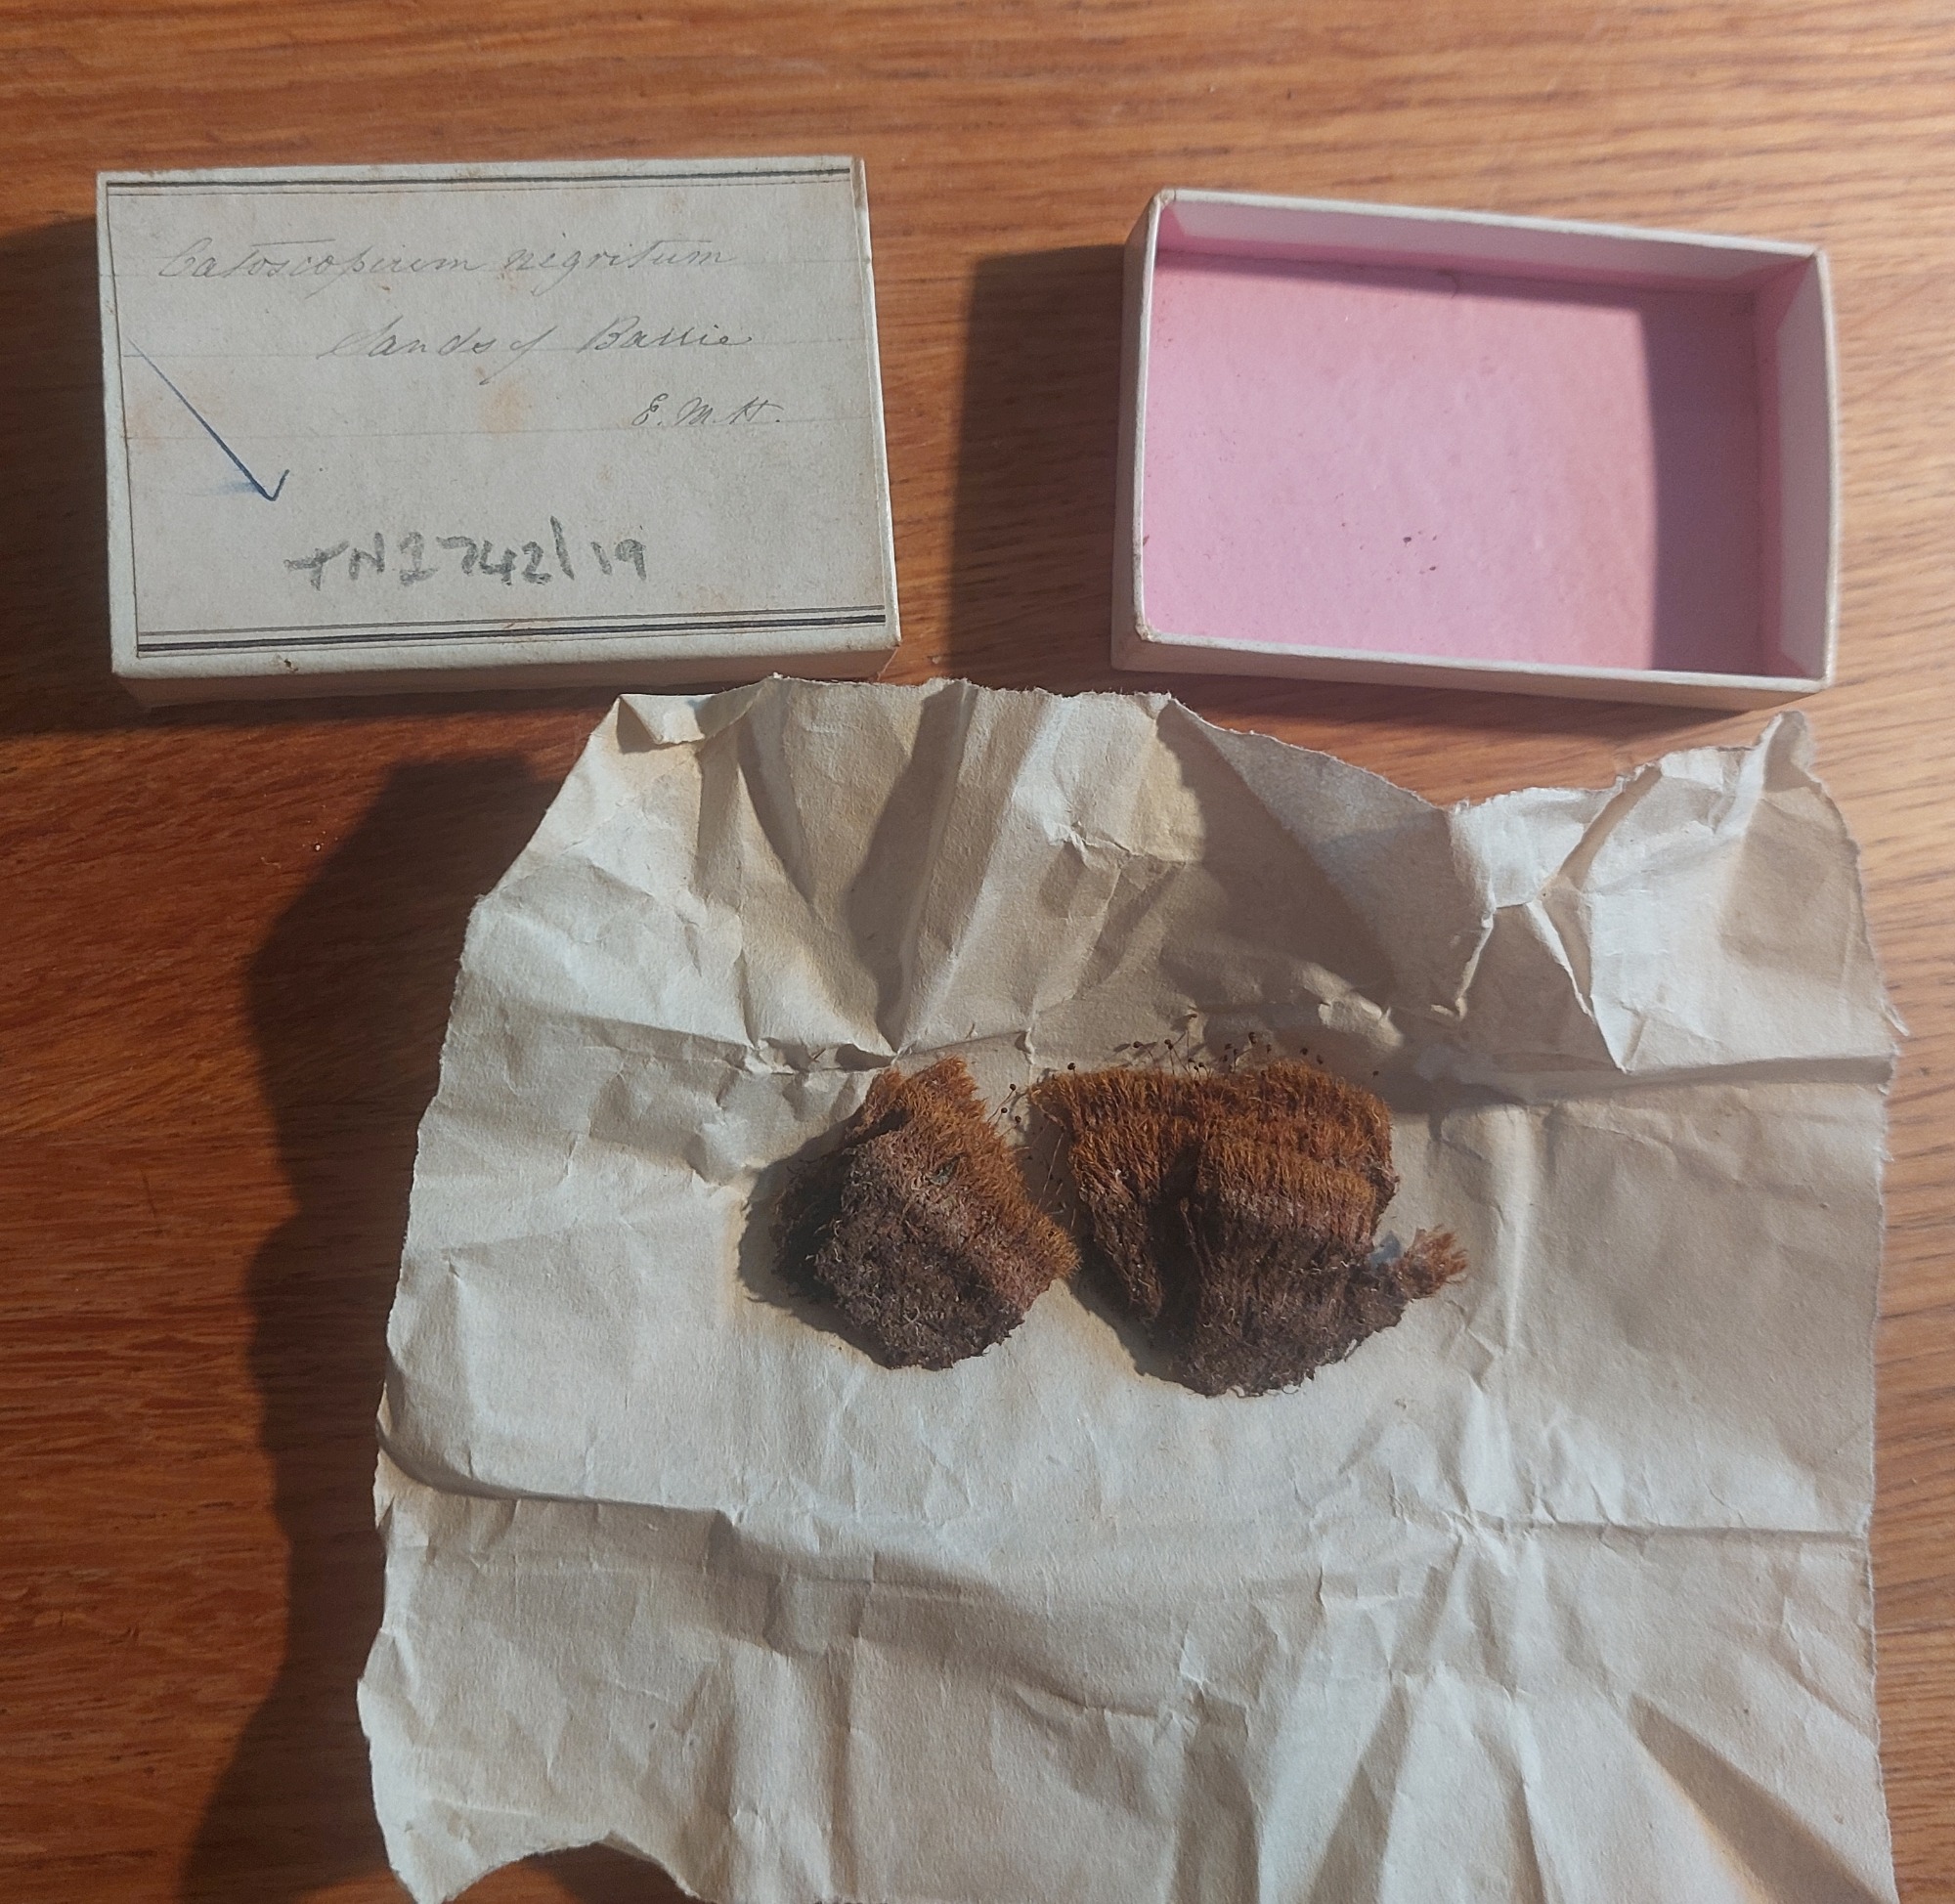 Catoscopium nigritum
Sands of Barrie
E. M. H.
TN2742/19